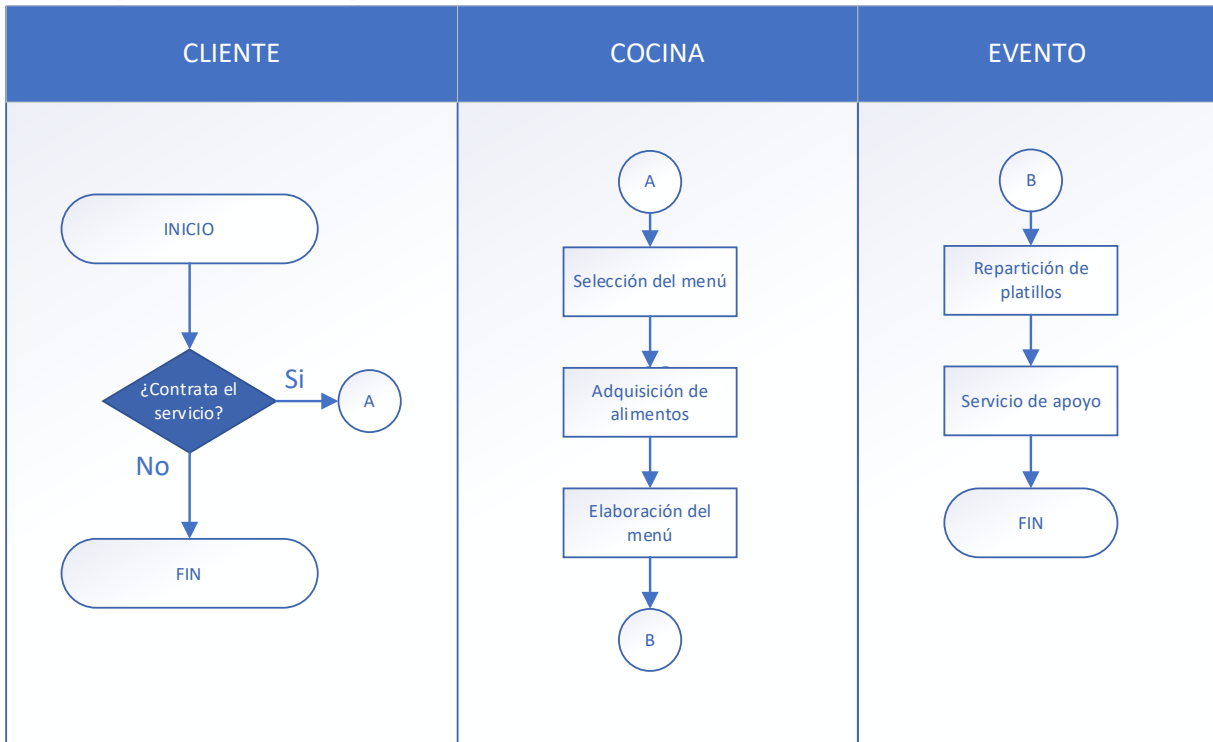 CLIENTE
COCINA
EVENTO
INICIO
¿Contrata el
servicio?
Si
A
No
FIN
A
Selección del menú
Adquisición de
alimentos
Elaboración del
menú
B
B
Repartición de
platillos
Servicio de apoyo
FIN